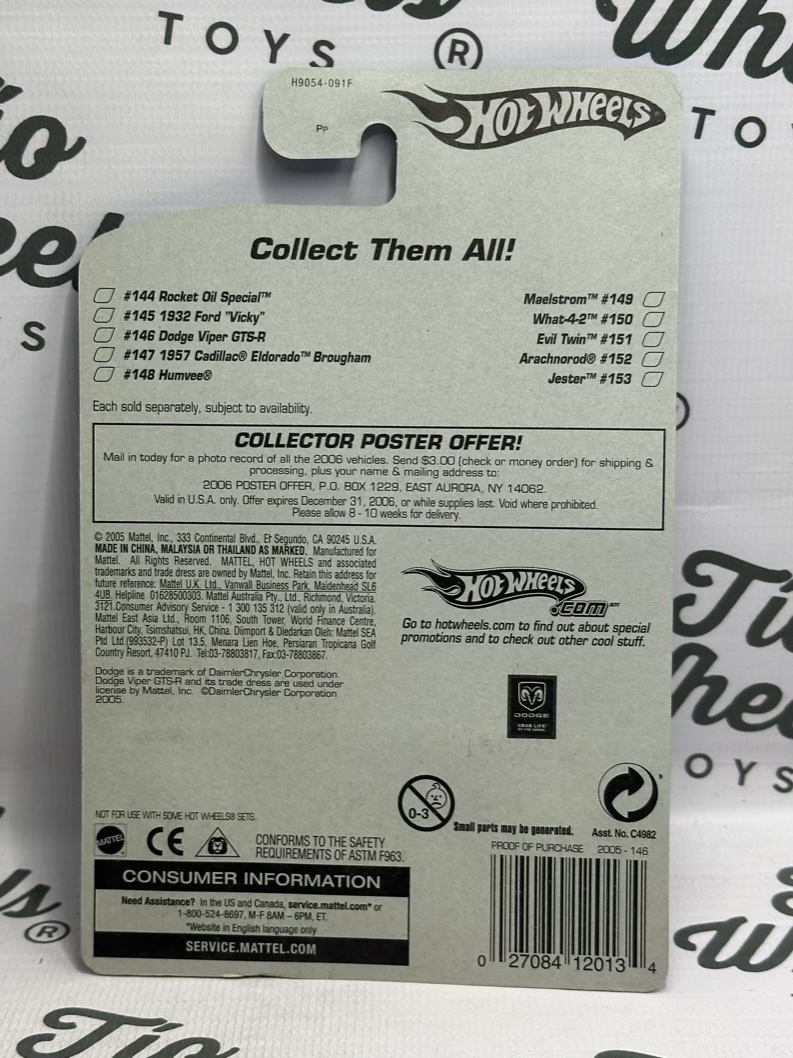 TOYS ®
H9054-091F
Pp
HOT WHEELS
Collect Them All!
#144 Rocket Oil Special™
#145 1932 Ford "Vicky"
#146 Dodge Viper GTS-R
#147 1957 Cadillac® Eldorado™ Brougham
#148 Humvee®
Maelstrom™ #149
What-4-2™ #150
Evil Twin™ #151
Arachnorod® #152
Jester™ #153
Each sold separately, subject to availability.
COLLECTOR POSTER OFFER!
Mail in today for a photo record of all the 2006 vehicles. Send $3.00 (check or money order) for shipping &
processing, plus your name & mailing address to:
2006 POSTER OFFER, P.O. BOX 1229, EAST AURORA, NY 14062.
Valid in U.S.A. only. Offer expires December 31, 2006, or while supplies last. Void where prohibited.
Please allow 8 - 10 weeks for delivery.
© 2005 Mattel, Inc., 333 Continental Blvd., El Segundo, CA 90245 U.S.A.
MADE IN CHINA, MALAYSIA OR THAILAND AS MARKED. Manufactured for
Mattel. All Rights Reserved. MATTEL, HOT WHEELS and associated
trademarks and trade dress are owned by Mattel, Inc. Retain this address for
future reference: Mattel U.K. Ltd., Vanwall Business Park, Maidenhead SL6
4UB. Helpline 01628500303. Mattel Australia Pty., Ltd., Richmond, Victoria.
3121.Consumer Advisory Service - 1 300 135 312 (valid only in Australia).
Mattel East Asia Ltd., Room 1106, South Tower, World Finance Centre,
Harbour City, Tsimshatsui, HK, China. Diimport & Diedarkan Oleh: Mattel SEA
Ptd Ltd.(993532-P) Lot 13.5, Menara Lien Hoe, Persiaran Tropicana Golf
Country Resort, 47410 PJ. Tel:03-78803817, Fax:03-78803867.
HOT WHEELS
.COM℠
Go to hotwheels.com to find out about special
promotions and to check out other cool stuff.
Dodge is a trademark of DaimlerChrysler Corporation.
Dodge Viper GTS-R and its trade dress are used under
license by Mattel, Inc. ©DaimlerChrysler Corporation
2005.
DODGE
GRAB LIFE
BY THE HORNS
0-3
Small parts may be generated.
Asst. No. C4982
NOT FOR USE WITH SOME HOT WHEELS® SETS.
MATTEL
CE
CONFORMS TO THE SAFETY
REQUIREMENTS OF ASTM F963.
PROOF OF PURCHASE 2005 - 146
CONSUMER INFORMATION
Need Assistance? In the US and Canada, service.mattel.com* or
1-800-524-8697, M-F 8AM – 6PM, ET.
*Website in English language only
SERVICE.MATTEL.COM
0 27084 12013 4
Tio
Wheels
TOYS